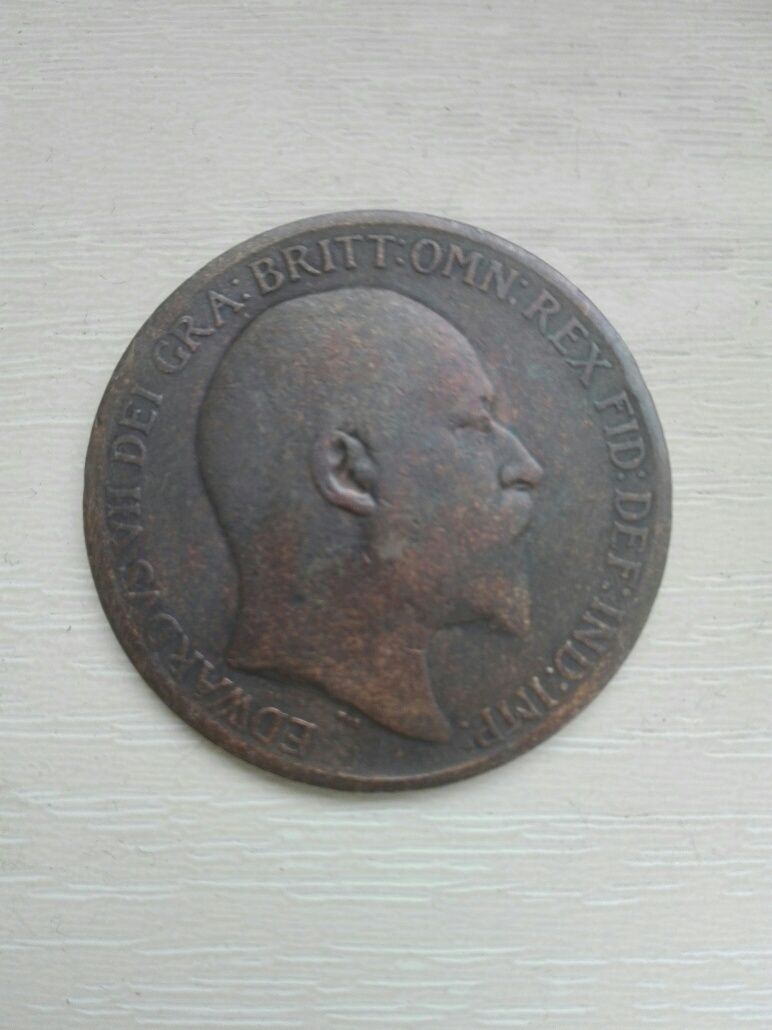 EDWARDVS VII DEI GRA: BRITT: OMN: REX FID: DEF: IND: IMP: